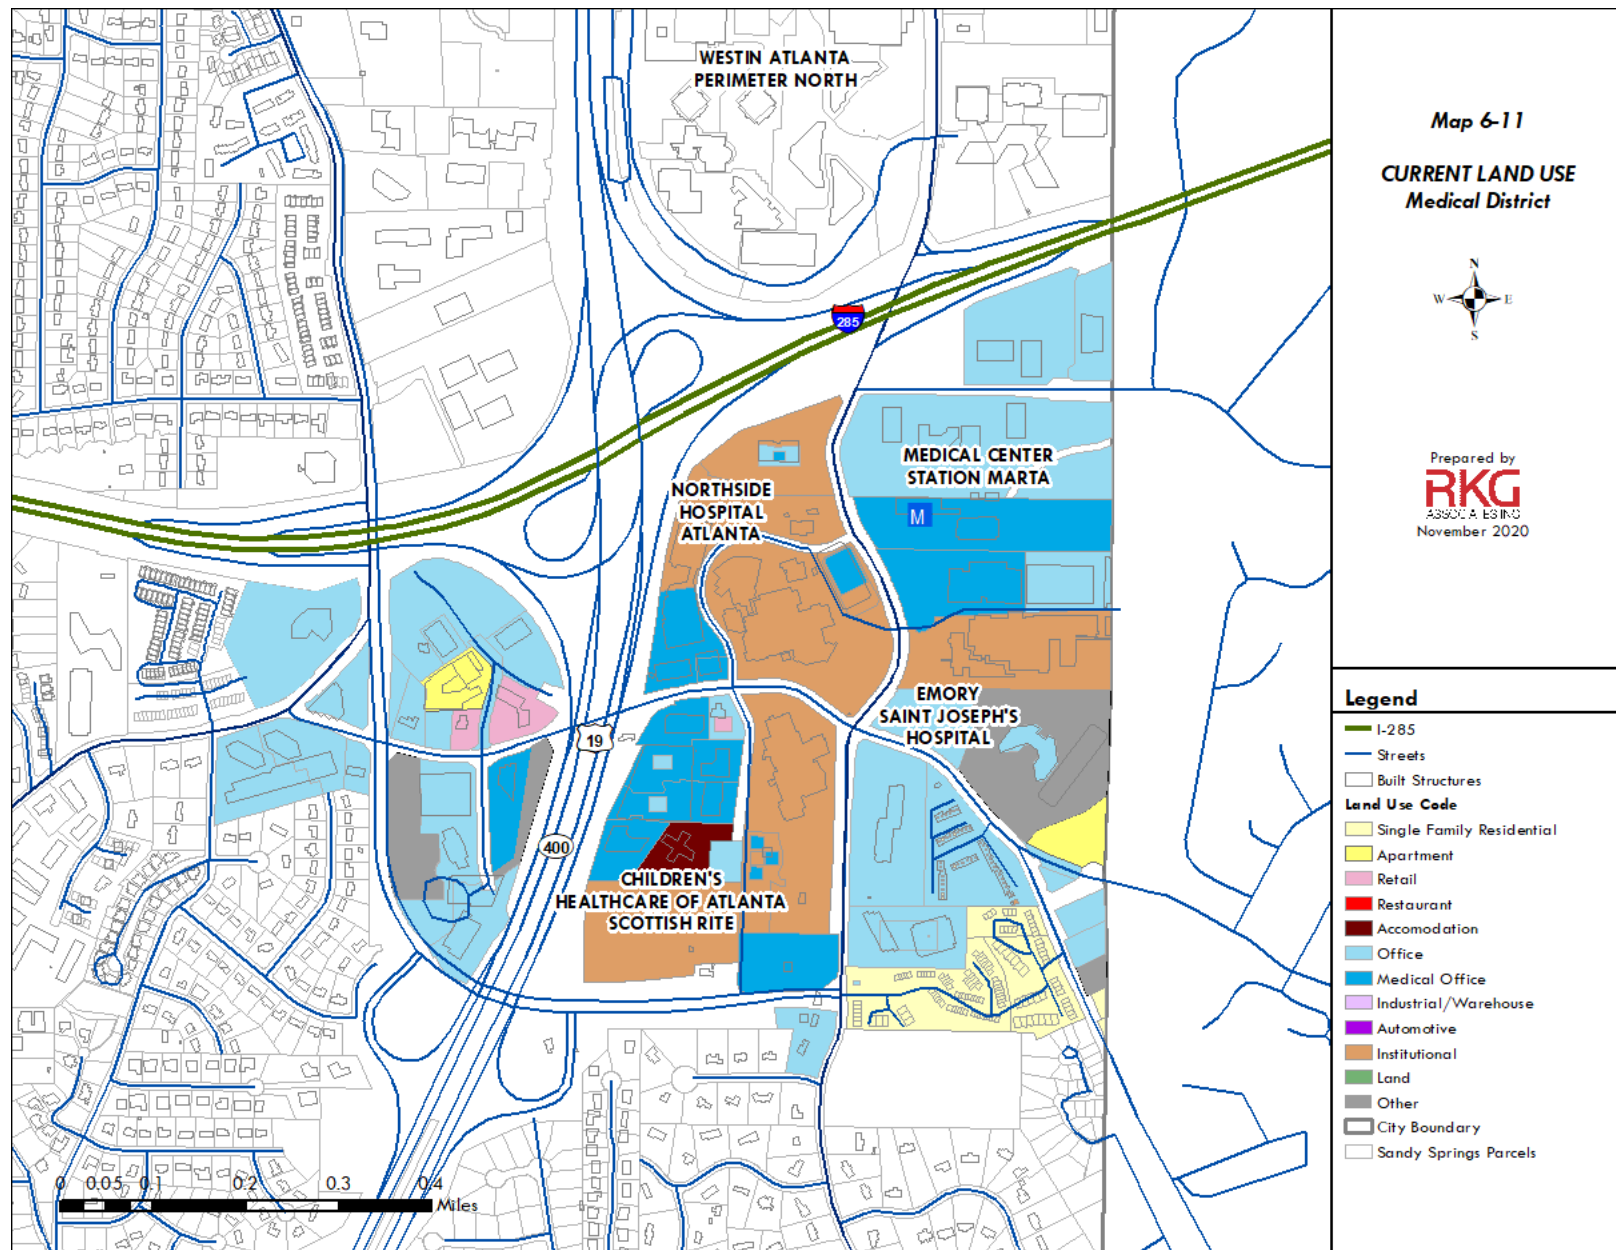 WESTIN ATLANTA
PERIMETER NORTH
285
MEDICAL CENTER
STATION MARTA
M
NORTHSIDE
HOSPITAL
ATLANTA
EMORY
SAINT JOSEPH'S
HOSPITAL
19
400
CHILDREN'S
HEALTHCARE OF ATLANTA
SCOTTISH RITE
0 0.05 0.1 0.2 0.3 0.4
Miles
Map 6-11
CURRENT LAND USE
Medical District
N
W E
S
Prepared by
RKG
ASSOCIATES INC
November 2020
Legend
I-285
Streets
Built Structures
Land Use Code
Single Family Residential
Apartment
Retail
Restaurant
Accomodation
Office
Medical Office
Industrial/Warehouse
Automotive
Institutional
Land
Other
City Boundary
Sandy Springs Parcels